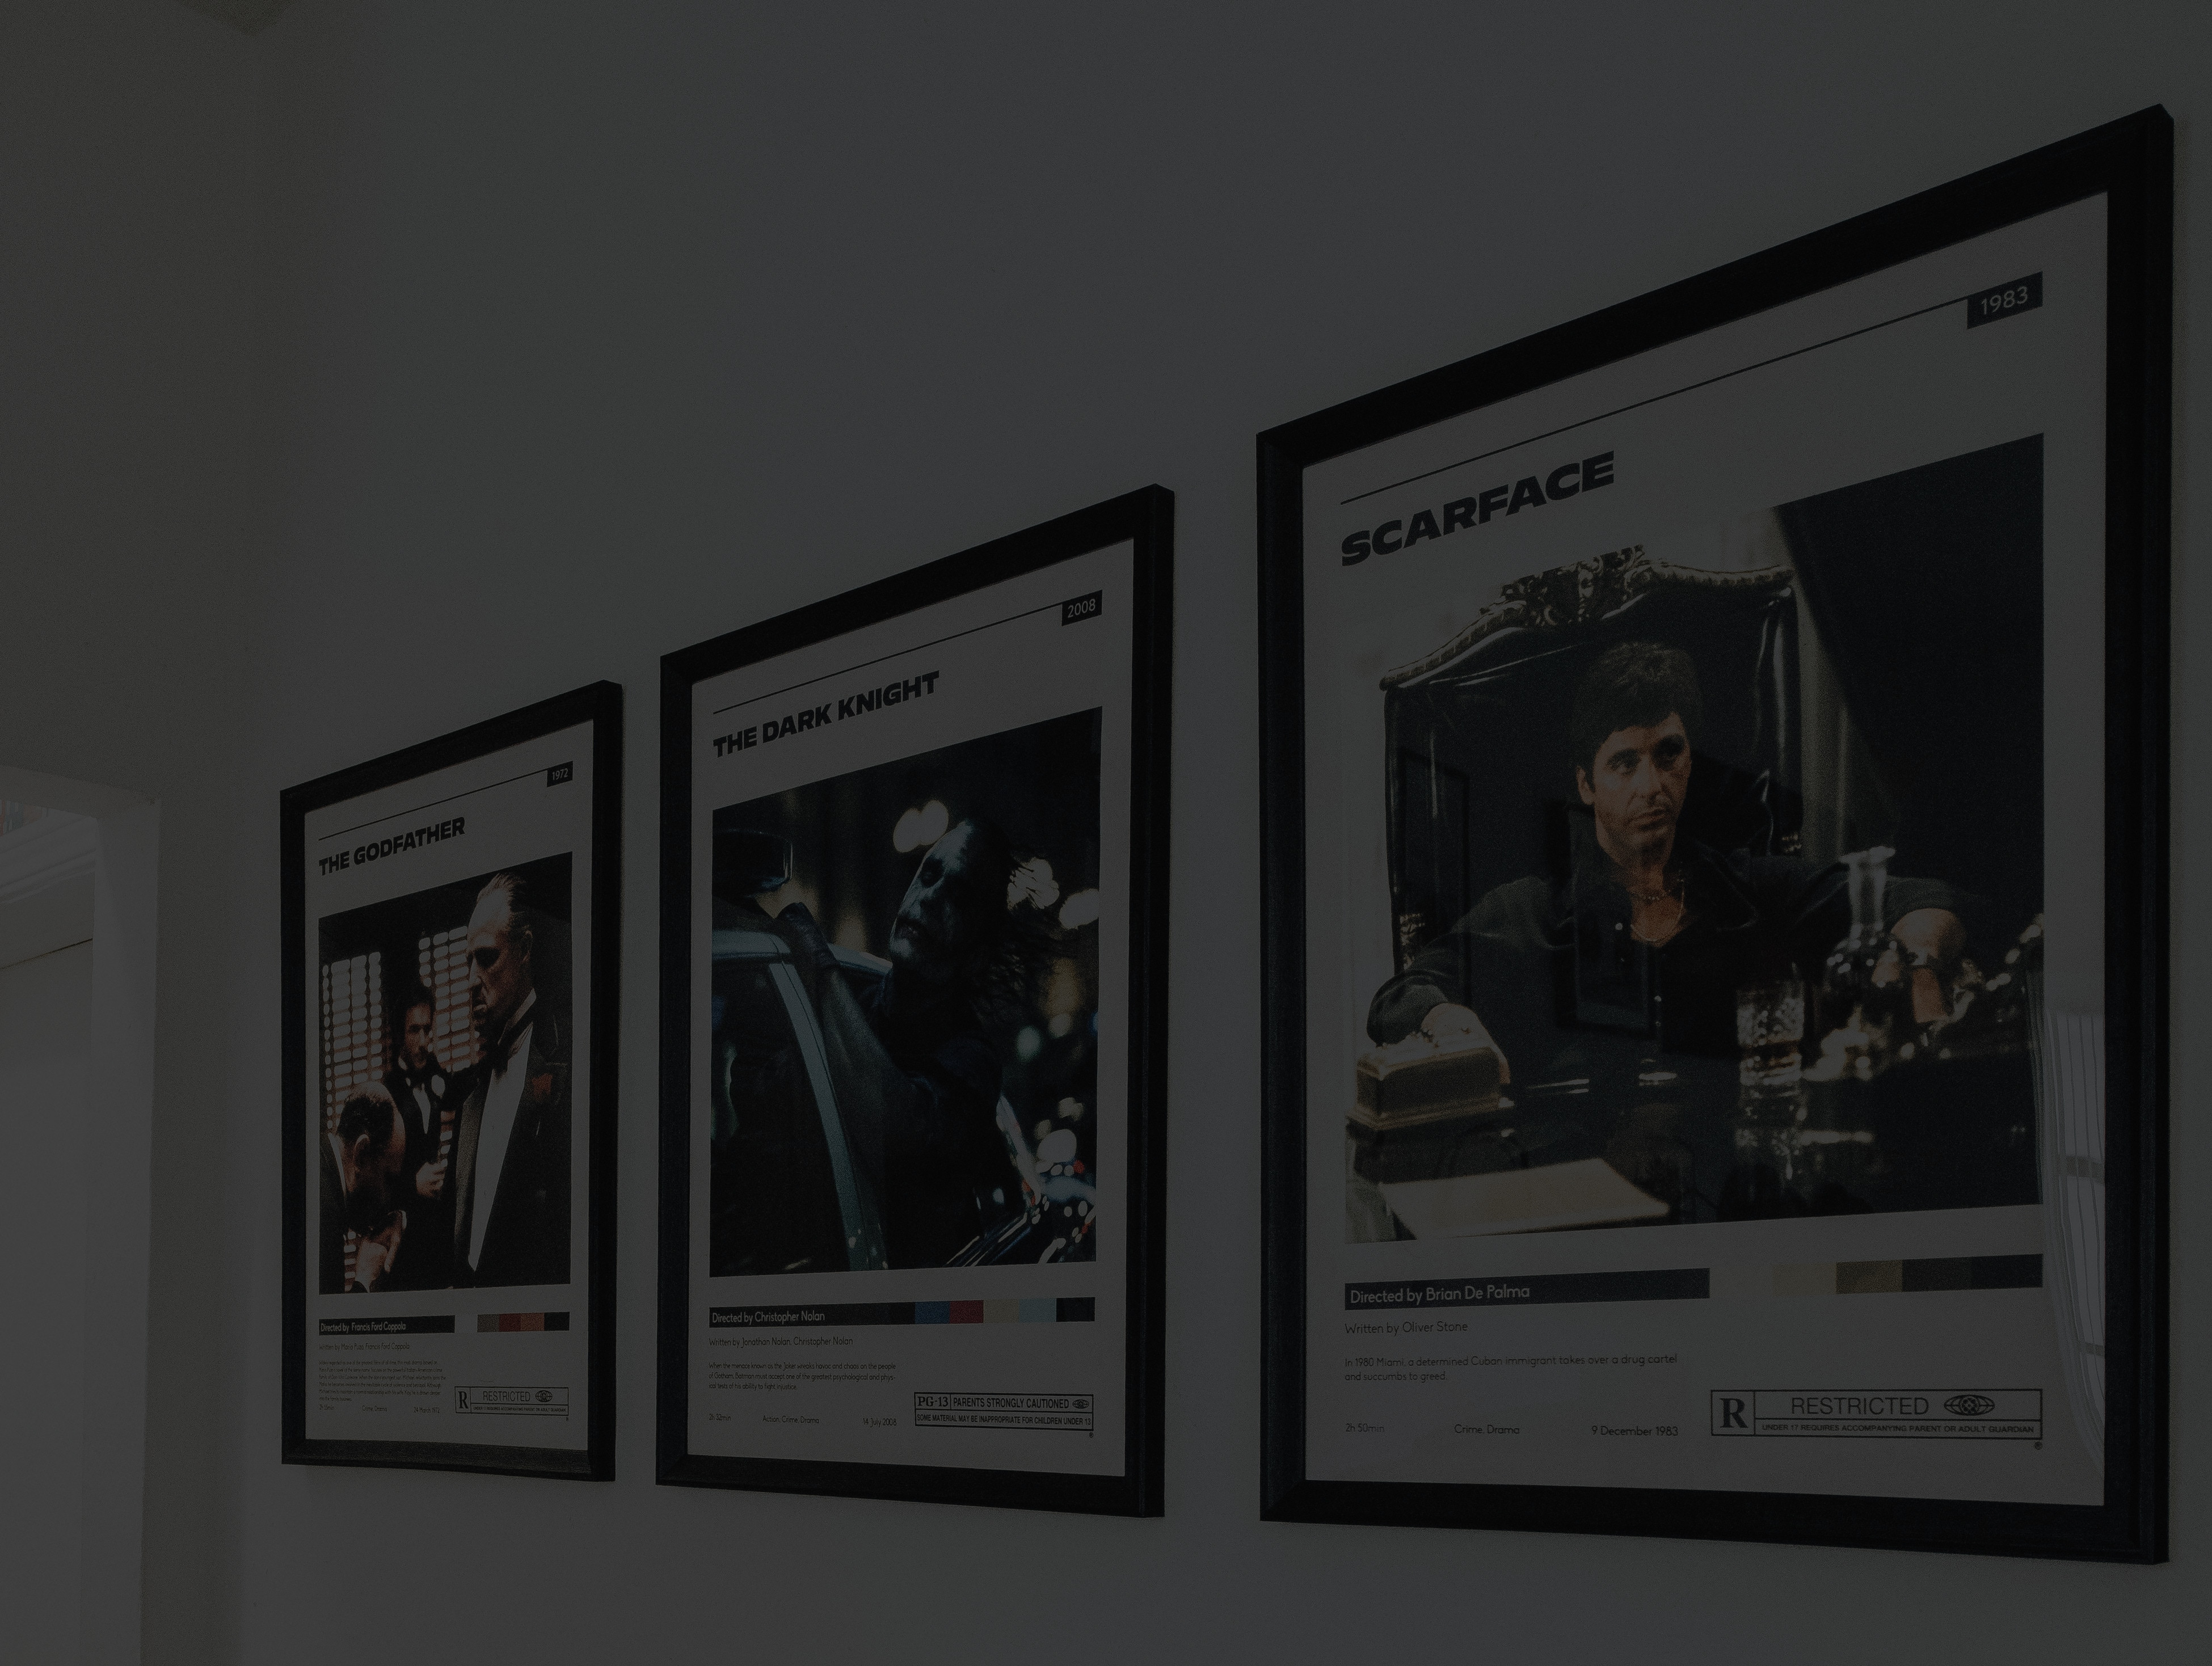 1972
THE GODFATHER
Directed by Francis Ford Coppola
Written by Mario Puzo, Francis Ford Coppola
Crime, Drama
24 March 1972
R RESTRICTED
2008
THE DARK KNIGHT
Directed by Christopher Nolan
Written by Jonathan Nolan, Christopher Nolan
When the menace known as the Joker wreaks havoc and chaos on the people
of Gotham, Batman must accept one of the greatest psychological and phys-
ical tests of his ability to fight injustice.
2h 32min
Action, Crime, Drama
14 July 2008
PG-13 PARENTS STRONGLY CAUTIONED
SOME MATERIAL MAY BE INAPPROPRIATE FOR CHILDREN UNDER 13
®
1983
SCARFACE
Directed by Brian De Palma
Written by Oliver Stone
In 1980 Miami, a determined Cuban immigrant takes over a drug cartel
and succumbs to greed.
2h 50min
Crime, Drama
9 December 1983
R RESTRICTED
UNDER 17 REQUIRES ACCOMPANYING PARENT OR ADULT GUARDIAN
®